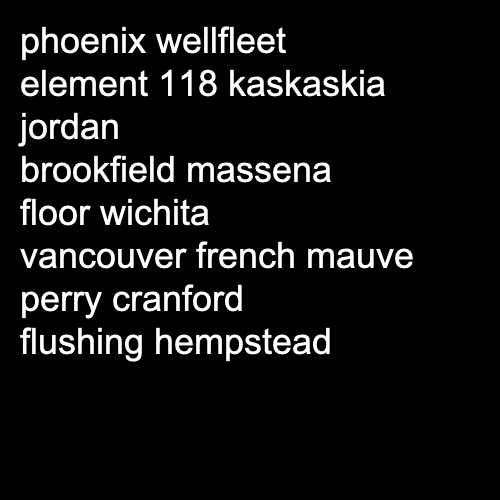 phoenix wellfleet
element 118 kaskaskia
jordan
brookfield massena
floor wichita
vancouver french mauve
perry cranford
flushing hempstead